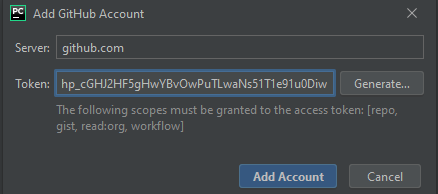 PC Add GitHub Account
Server: github.com
Token: hp_cGHJ2HF5gHwYBvOwPuTLwaNs51T1e91u0Diw Generate...
The following scopes must be granted to the access token: [repo,
gist, read:org, workflow]
Add Account Cancel